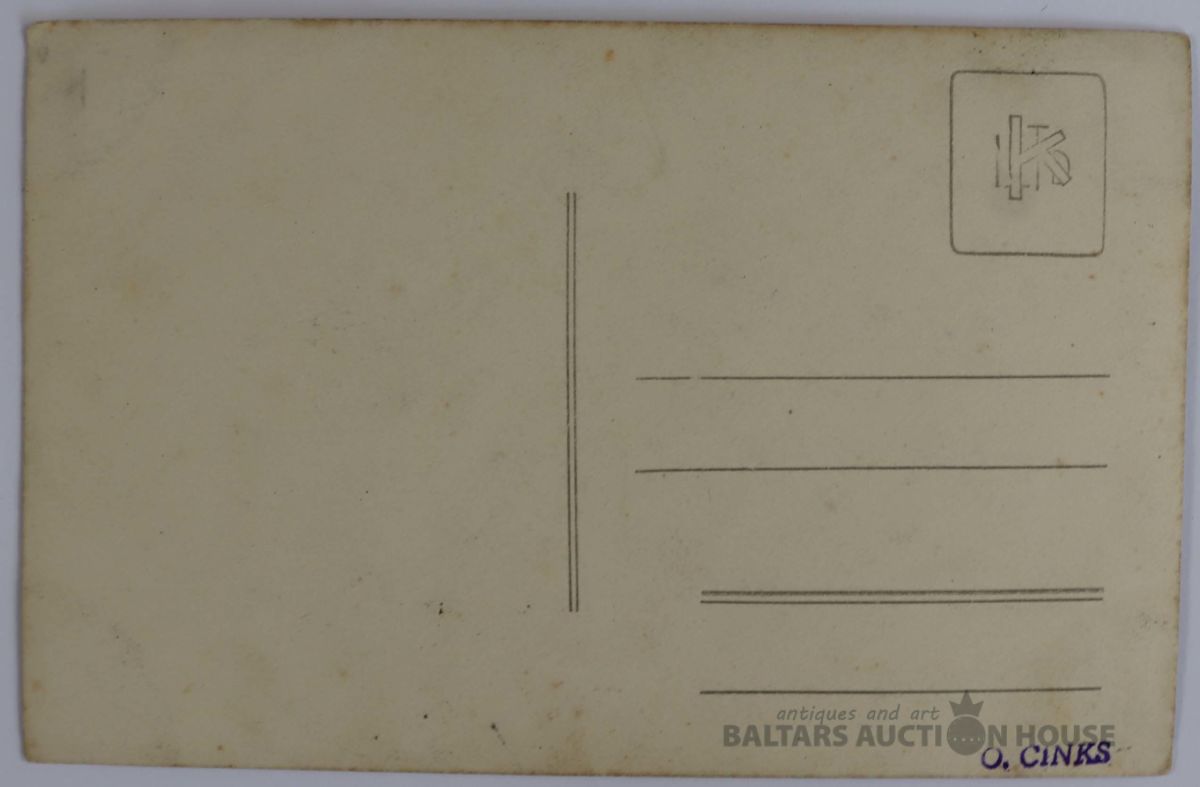 antiques and art
BALTARS AUCTION HOUSE
O. CINKS